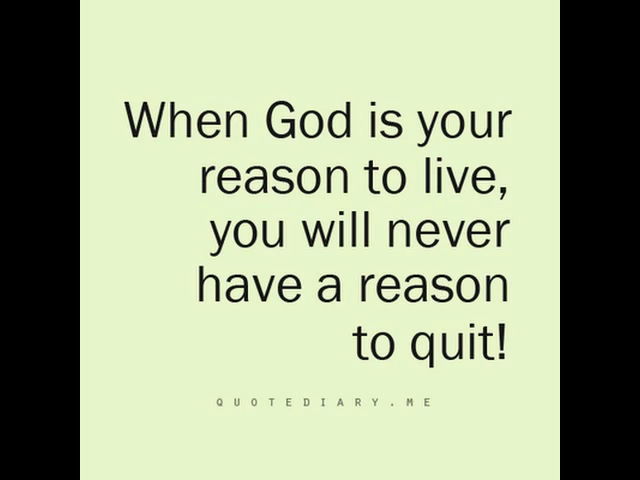 When God is your
reason to live,
you will never
have a reason
to quit!
QUOTEDIARY.ME